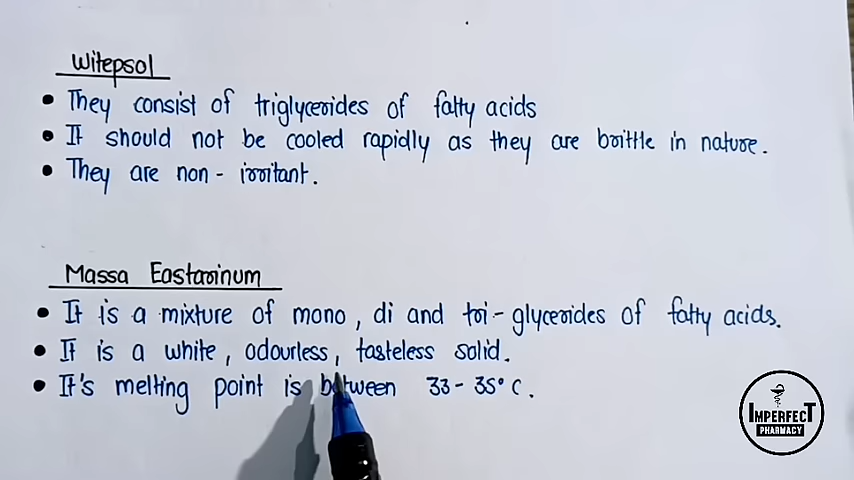 Witepsol
• They consist of triglycerides of fatty acids
• It should not be cooled rapidly as they are brittle in nature.
• They are non - irritant.
Massa Eastarinum
• It is a mixture of mono, di and tri - glycerides of fatty acids.
• It is a white, odourless, tasteless solid.
• It's melting point is between 33 - 35° C.
IMPERFECT
PHARMACY